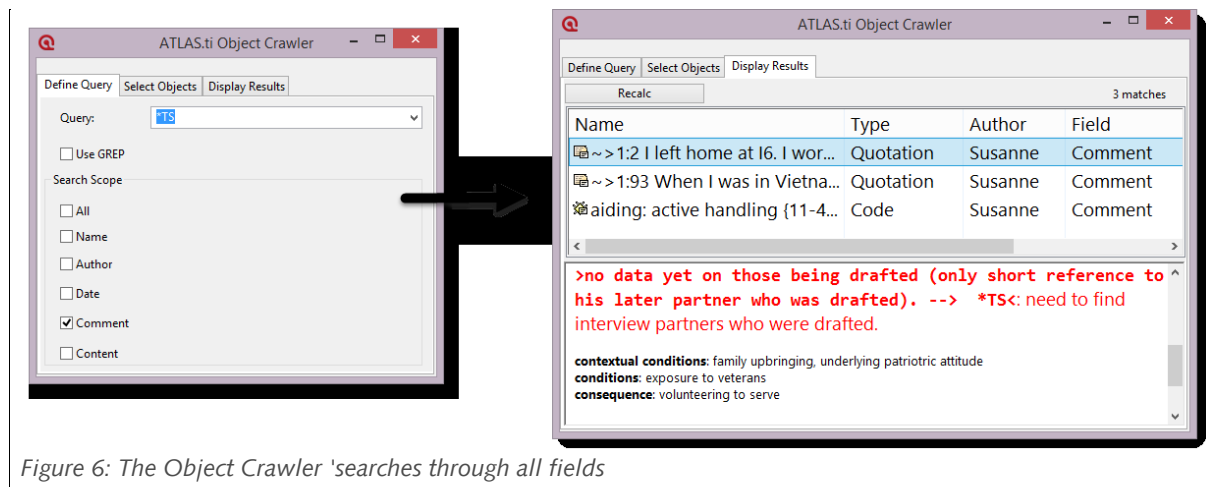 ATLAS.ti Object Crawler
Define Query Select Objects Display Results
Query: *TS
Use GREP
Search Scope
All
Name
Author
Date
Comment
Content
ATLAS.ti Object Crawler
Define Query Select Objects Display Results
Recalc 3 matches
Name Type Author Field
~>1:2 I left home at I6. I wor... Quotation Susanne Comment
~>1:93 When I was in Vietna... Quotation Susanne Comment
aiding: active handling {11-4... Code Susanne Comment
>no data yet on those being drafted (only short reference to
his later partner who was drafted). --> *TS<: need to find
interview partners who were drafted.
contextual conditions: family upbringing, underlying patriotric attitude
conditions: exposure to veterans
consequence: volunteering to serve
Figure 6: The Object Crawler 'searches through all fields